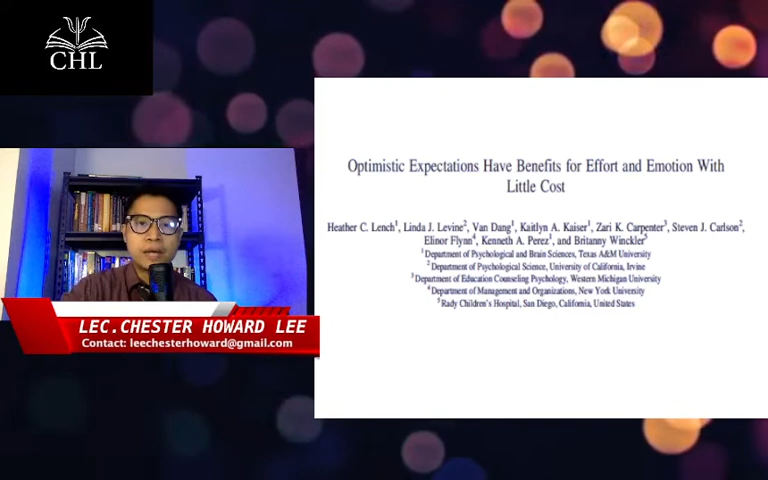 CHL
Optimistic Expectations Have Benefits for Effort and Emotion With
Little Cost
Heather C. Lench1, Linda J. Levine2, Van Dang1, Kaitlyn A. Kaiser1, Zari K. Carpenter3, Steven J. Carlson2,
Elinor Flynn4, Kenneth A. Perez1, and Britanny Winckler5
1 Department of Psychological and Brain Sciences, Texas A&M University
2 Department of Psychological Science, University of California, Irvine
3 Department of Education Counseling Psychology, Western Michigan University
4 Department of Management and Organizations, New York University
5 Rady Children's Hospital, San Diego, California, United States
LEC.CHESTER HOWARD LEE
Contact: leechesterhoward@gmail.com